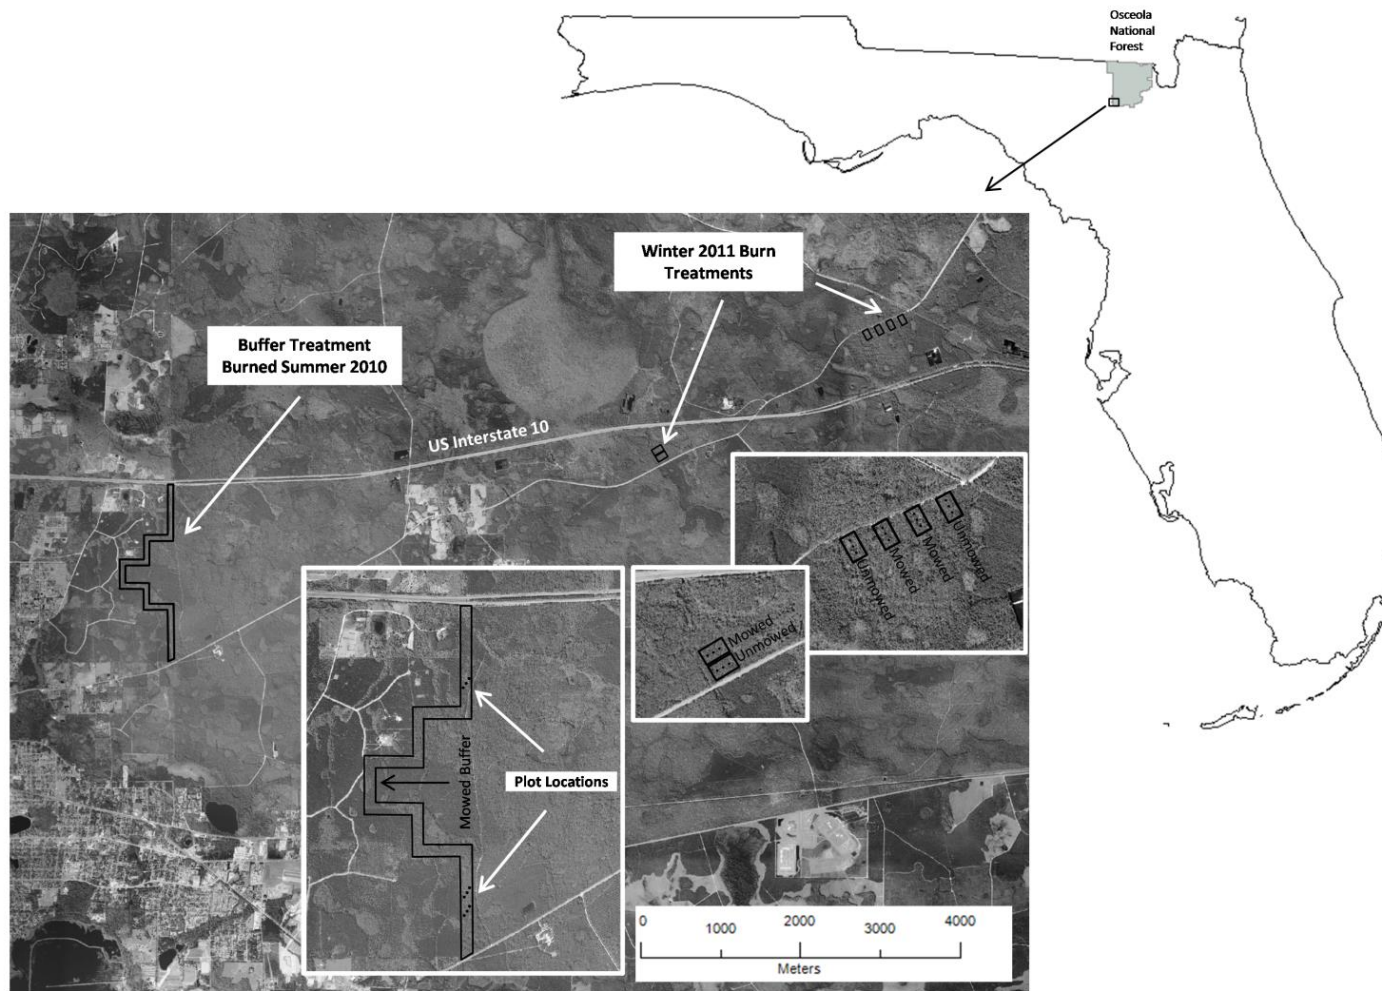 Osceola
National
Forest
Winter 2011 Burn
Treatments
Buffer Treatment
Burned Summer 2010
US Interstate 10
Unmowed
Mowed
Mowed
Unmowed
Mowed
Unmowed
Mowed Buffer
Plot Locations
0 1000 2000 3000 4000
Meters